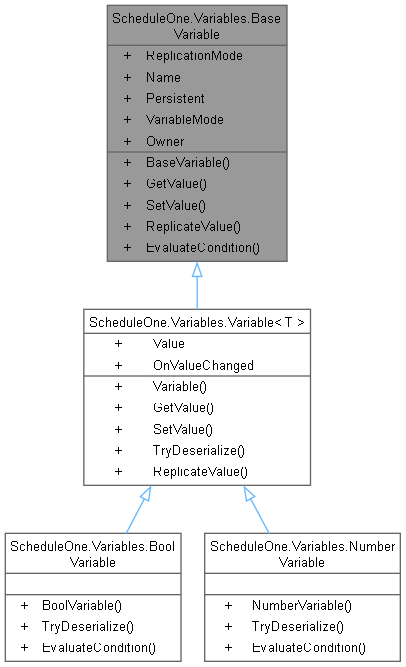 ScheduleOne.Variables.Base
Variable
+ ReplicationMode
+ Name
+ Persistent
+ VariableMode
+ Owner
+ BaseVariable()
+ GetValue()
+ SetValue()
+ ReplicateValue()
+ EvaluateCondition()
ScheduleOne.Variables.Variable< T >
+ Value
+ OnValueChanged
+ Variable()
+ GetValue()
+ SetValue()
+ TryDeserialize()
+ ReplicateValue()
ScheduleOne.Variables.Bool
Variable
+ BoolVariable()
+ TryDeserialize()
+ EvaluateCondition()
ScheduleOne.Variables.Number
Variable
+ NumberVariable()
+ TryDeserialize()
+ EvaluateCondition()